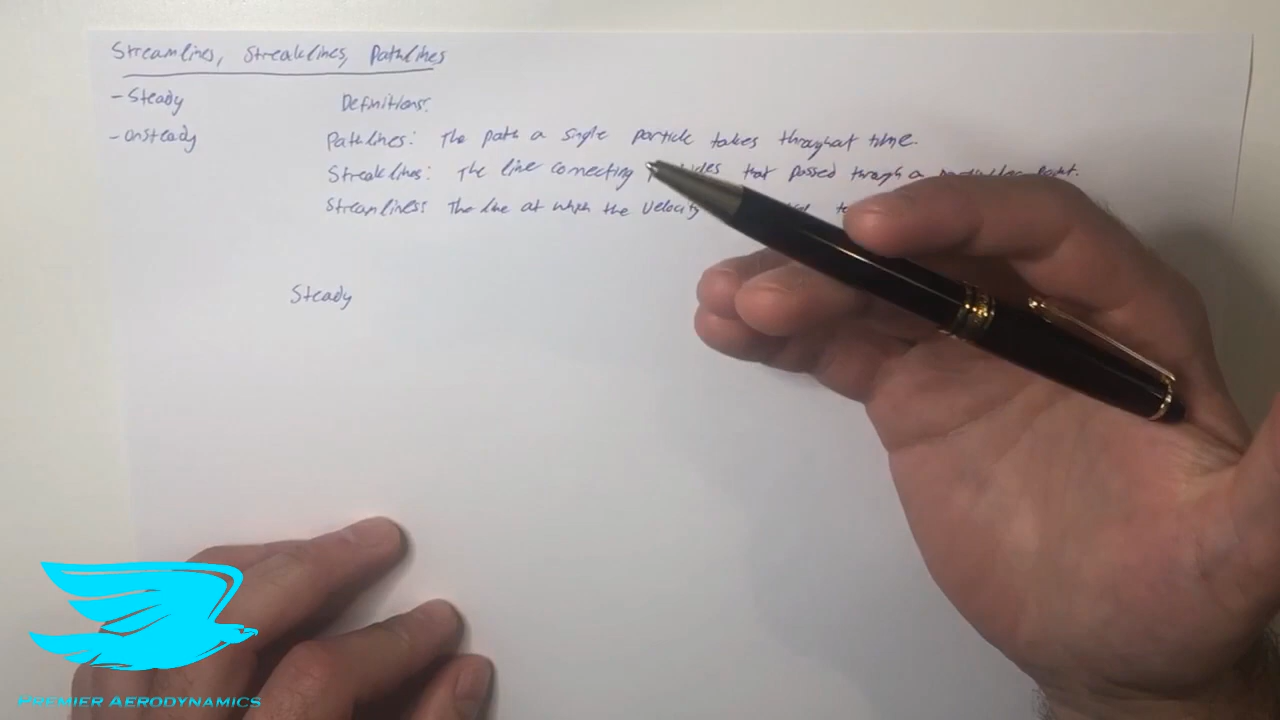 Streamlines, Streaklines, Pathlines
- Steady
- Unsteady
Definitions:
Pathlines: The path a single particle takes throughout time.
Streaklines: The line connecting that passed through a point.
Streamlines: The line at which the velocity
Steady
PREMIER AERODYNAMICS